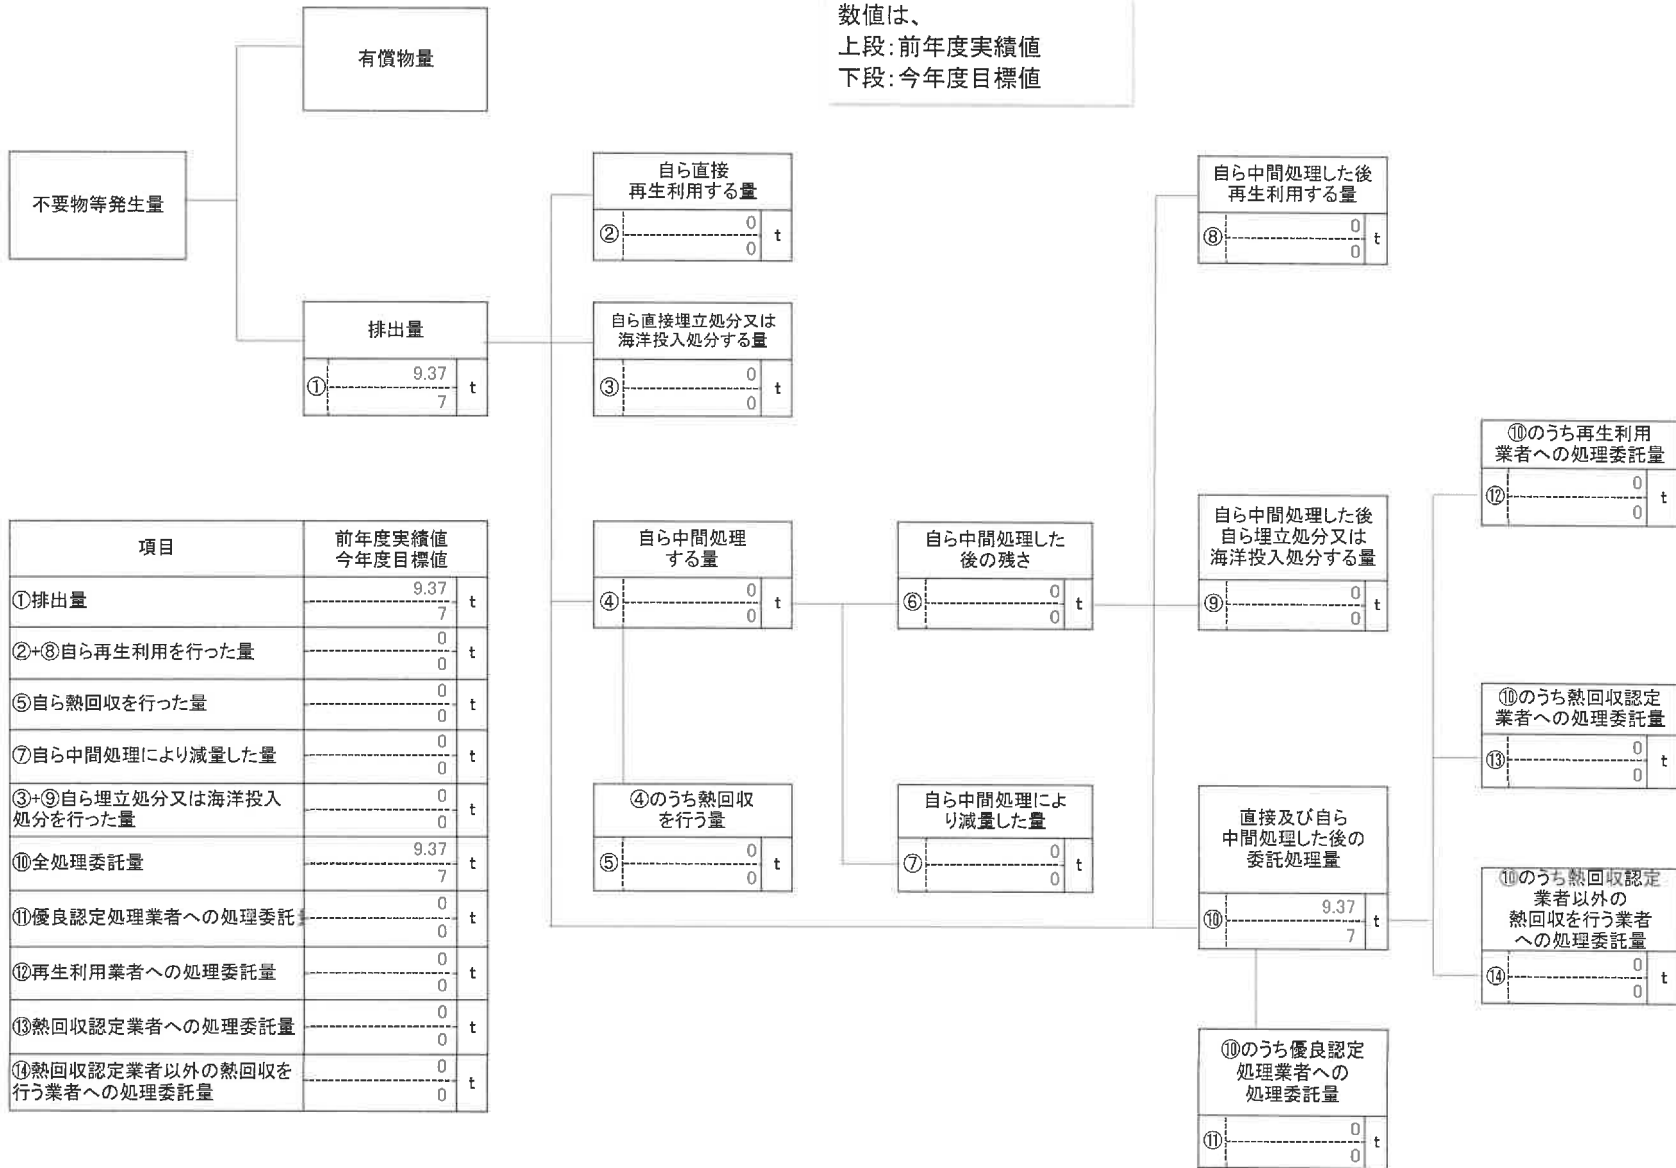 数値は、
上段:前年度実績値
下段:今年度目標値
有償物量
不要物等発生量
排出量
① 9.37 t
7
自ら直接
再生利用する量
② 0 t
0
自ら直接埋立処分又は
海洋投入処分する量
③ 0 t
0
自ら中間処理
する量
④ 0 t
0
④のうち熱回収
を行う量
⑤ 0 t
0
自ら中間処理した
後の残さ
⑥ 0 t
0
自ら中間処理によ
り減量した量
⑦ 0 t
0
自ら中間処理した後
再生利用する量
⑧ 0 t
0
自ら中間処理した後
自ら埋立処分又は
海洋投入処分する量
⑨ 0 t
0
直接及び自ら
中間処理した後の
委託処理量
⑩ 9.37 t
7
⑩のうち優良認定
処理業者への
処理委託量
⑪ 0 t
0
⑩のうち再生利用
業者への処理委託量
⑫ 0 t
0
⑩のうち熱回収認定
業者への処理委託量
⑬ 0 t
0
⑩のうち熱回収認定
業者以外の
熱回収を行う業者
への処理委託量
⑭ 0 t
0
項目 前年度実績値
今年度目標値
①排出量 9.37 t
7
②+⑧自ら再生利用を行った量 0 t
0
⑤自ら熱回収を行った量 0 t
0
⑦自ら中間処理により減量した量 0 t
0
③+⑨自ら埋立処分又は海洋投入
処分を行った量 0 t
0
⑩全処理委託量 9.37 t
7
⑪優良認定処理業者への処理委託 0 t
0
⑫再生利用業者への処理委託量 0 t
0
⑬熱回収認定業者への処理委託量 0 t
0
⑭熱回収認定業者以外の熱回収を
行う業者への処理委託量 0 t
0